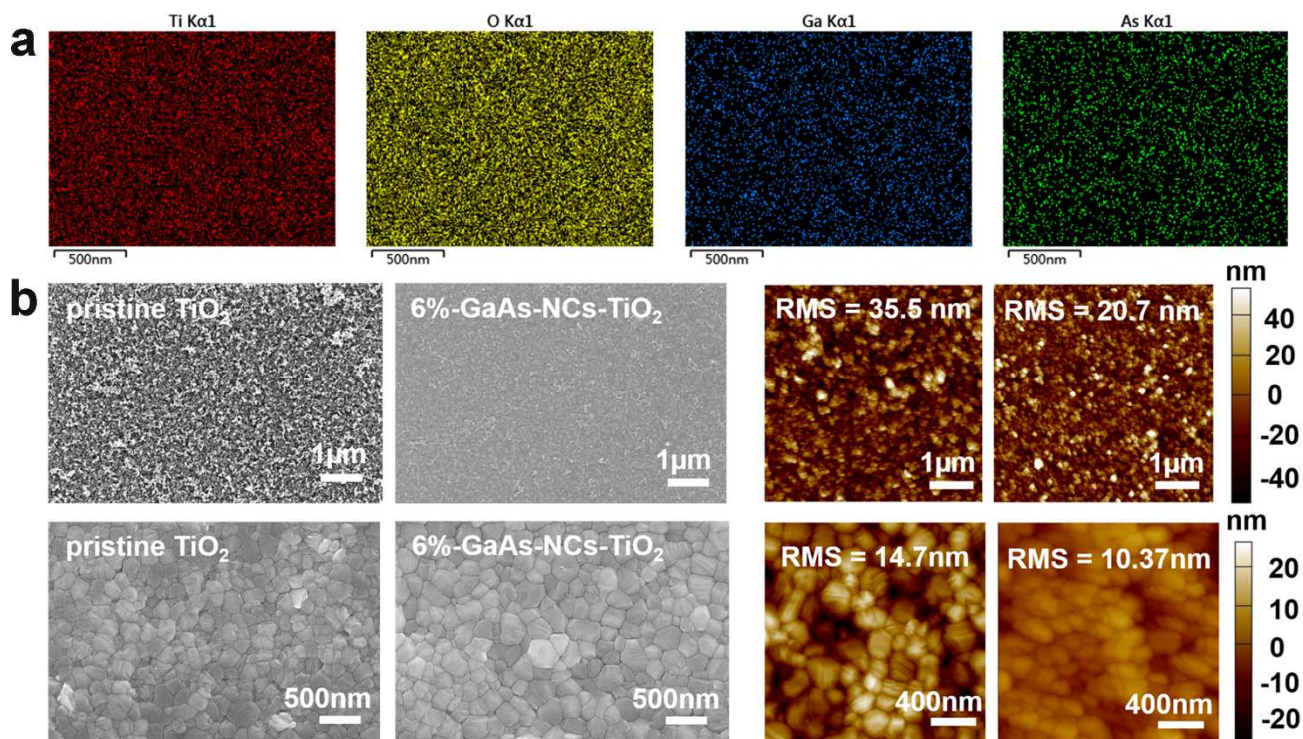 a
Ti Kα1
O Kα1
Ga Kα1
As Kα1
500nm
500nm
500nm
500nm
b
pristine TiO₂
6%-GaAs-NCs-TiO₂
RMS = 35.5 nm
RMS = 20.7 nm
nm
40
20
0
-20
-40
1μm
1μm
1μm
1μm
pristine TiO₂
6%-GaAs-NCs-TiO₂
RMS = 14.7nm
RMS = 10.37nm
nm
20
10
0
-10
-20
500nm
500nm
400nm
400nm